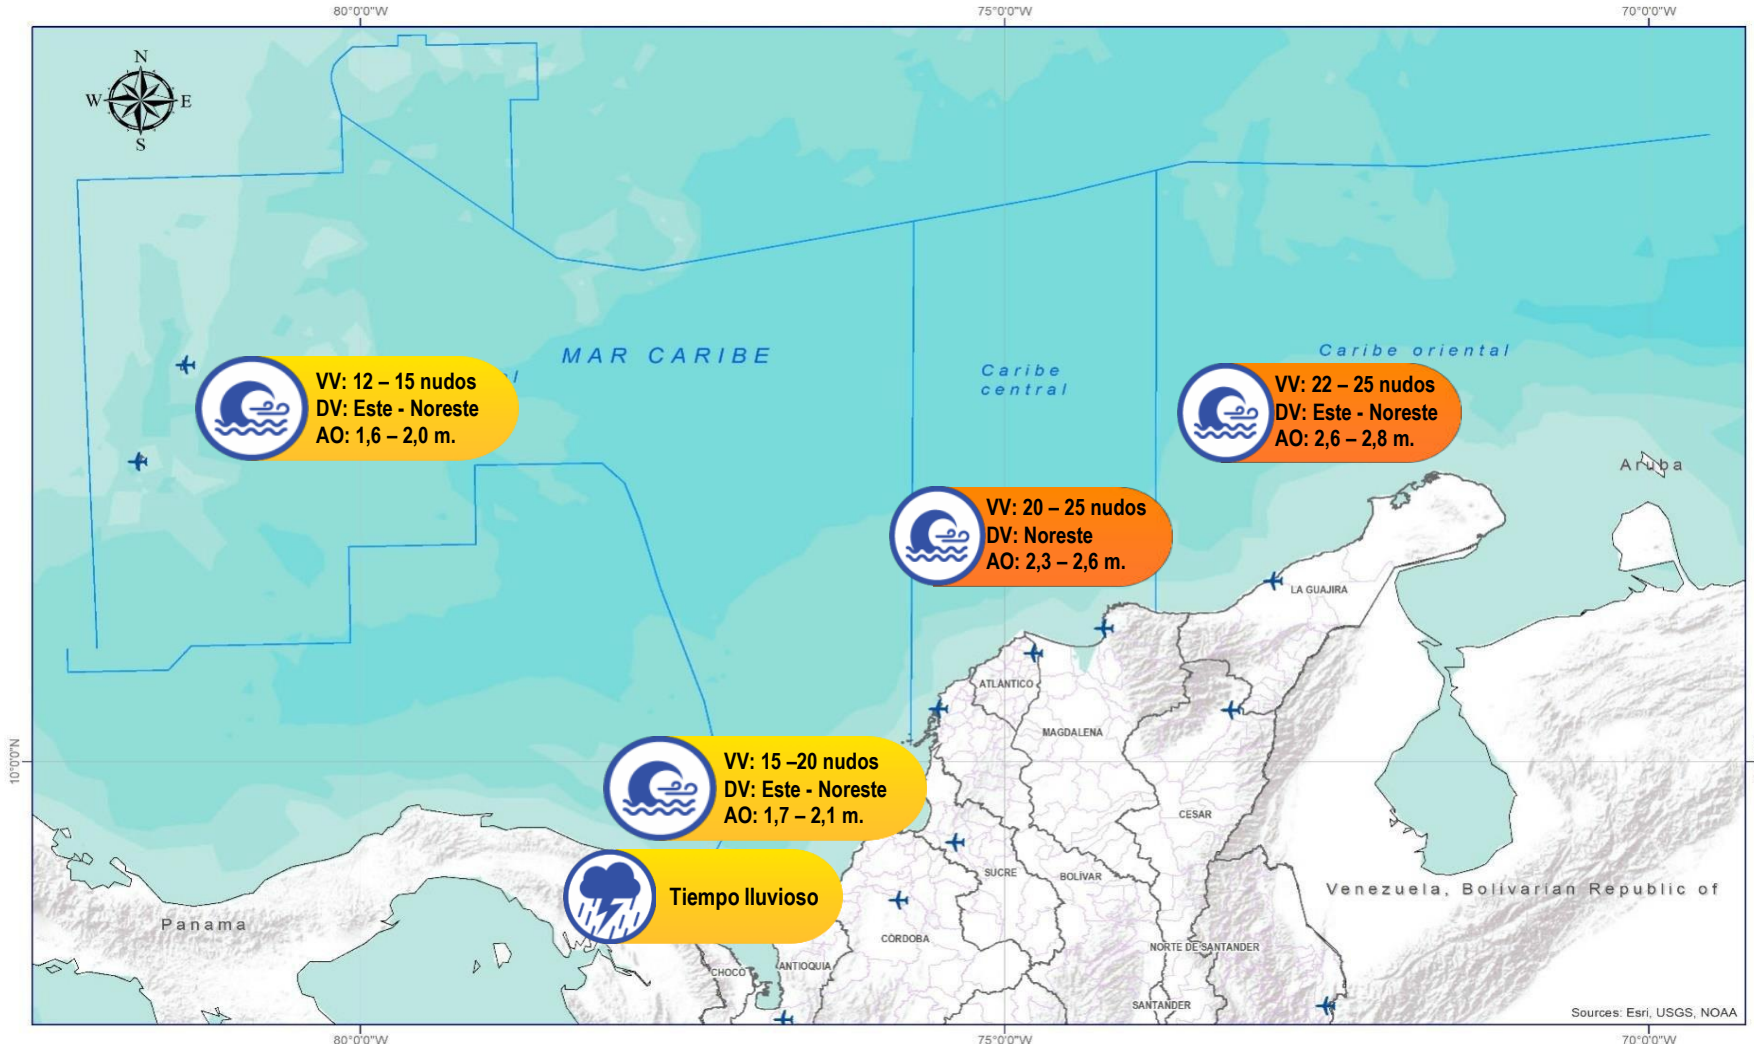 80°0'0"W
75°0'0"W
70°0'0"W
N
W
E
S
MAR CARIBE
Caribe
central
Caribe oriental
VV: 12 – 15 nudos
DV: Este - Noreste
AO: 1,6 – 2,0 m.
VV: 22 – 25 nudos
DV: Este - Noreste
AO: 2,6 – 2,8 m.
Aruba
VV: 20 – 25 nudos
DV: Noreste
AO: 2,3 – 2,6 m.
LA GUAJIRA
ATLÁNTICO
MAGDALENA
10°0'0"N
VV: 15 –20 nudos
DV: Este - Noreste
AO: 1,7 – 2,1 m.
CESAR
SUCRE
BOLÍVAR
Venezuela, Bolivarian Republic of
Tiempo lluvioso
Panama
CÓRDOBA
NORTE DE SANTANDER
CHOCÓ
ANTIOQUIA
SANTANDER
Sources: Esri, USGS, NOAA
80°0'0"W
75°0'0"W
70°0'0"W